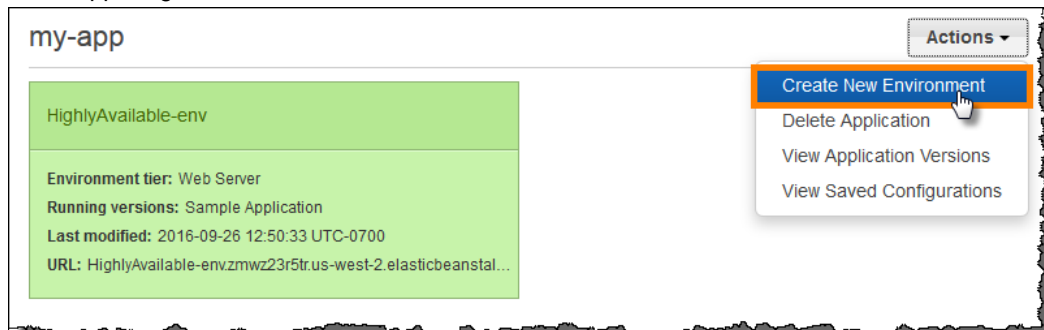 my-app
Actions
Create New Environment
Delete Application
View Application Versions
View Saved Configurations
HighlyAvailable-env
Environment tier: Web Server
Running versions: Sample Application
Last modified: 2016-09-26 12:50:33 UTC-0700
URL: HighlyAvailable-env.zmwz23r5tr.us-west-2.elasticbeanstal...